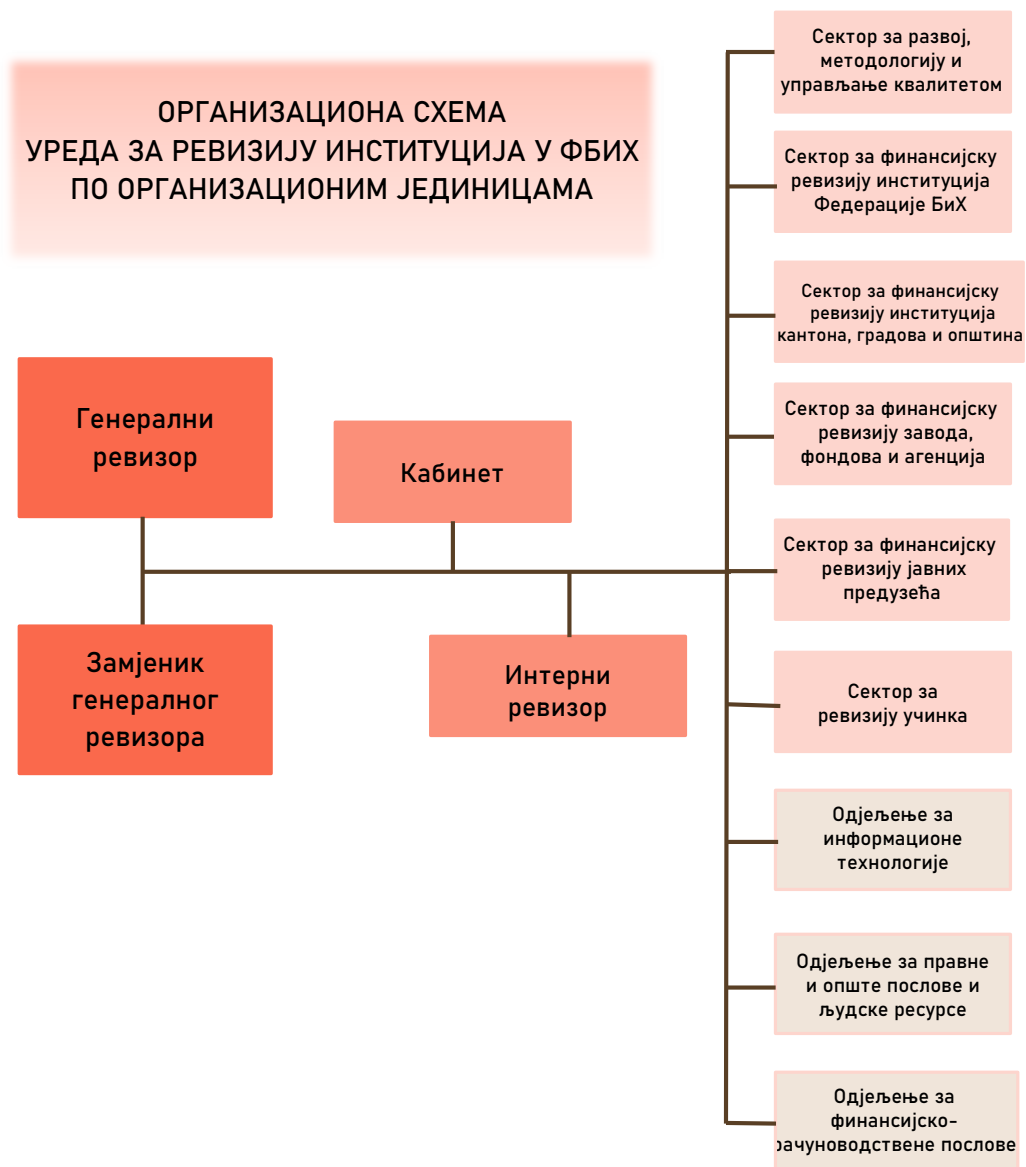 ОРГАНИЗАЦИОНА СХЕМА
УРЕДА ЗА РЕВИЗИЈУ ИНСТИТУЦИЈА У ФБИХ
ПО ОРГАНИЗАЦИОНИМ ЈЕДИНИЦАМА
Генерални
ревизор
Замјеник
генералног
ревизора
Кабинет
Интерни
ревизор
Сектор за развој,
методологију и
управљање квалитетом
Сектор за финансијску
ревизију институција
Федерације БиХ
Сектор за финансијску
ревизију институција
кантона, градова и општина
Сектор за финансијску
ревизију завода,
фондова и агенција
Сектор за финансијску
ревизију јавних
предузећа
Сектор за
ревизију учинка
Одјељење за
информационе
технологије
Одјељење за правне
и опште послове и
људске ресурсе
Одјељење за
финансијско-
рачуноводствене послове